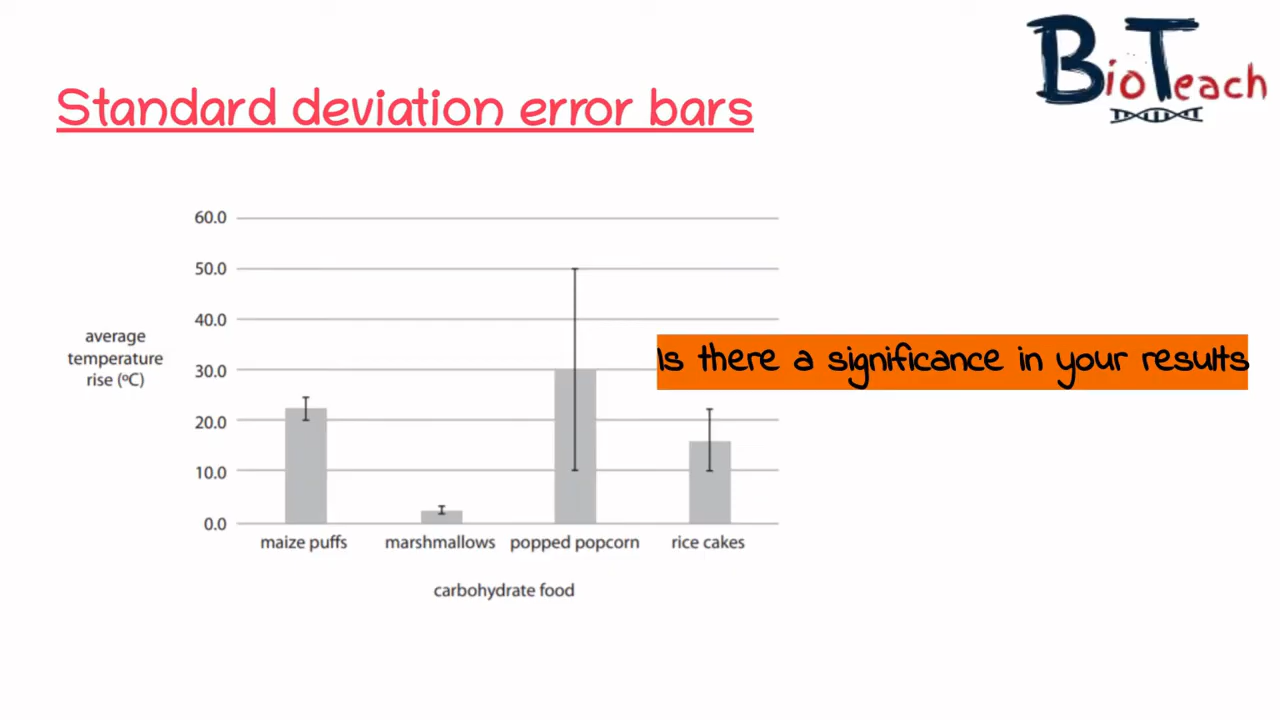 BioTeach
Standard deviation error bars
60.0
50.0
40.0
30.0
20.0
10.0
0.0
average
temperature
rise (ºC)
Is there a significance in your results
maize puffs
marshmallows
popped popcorn
rice cakes
carbohydrate food